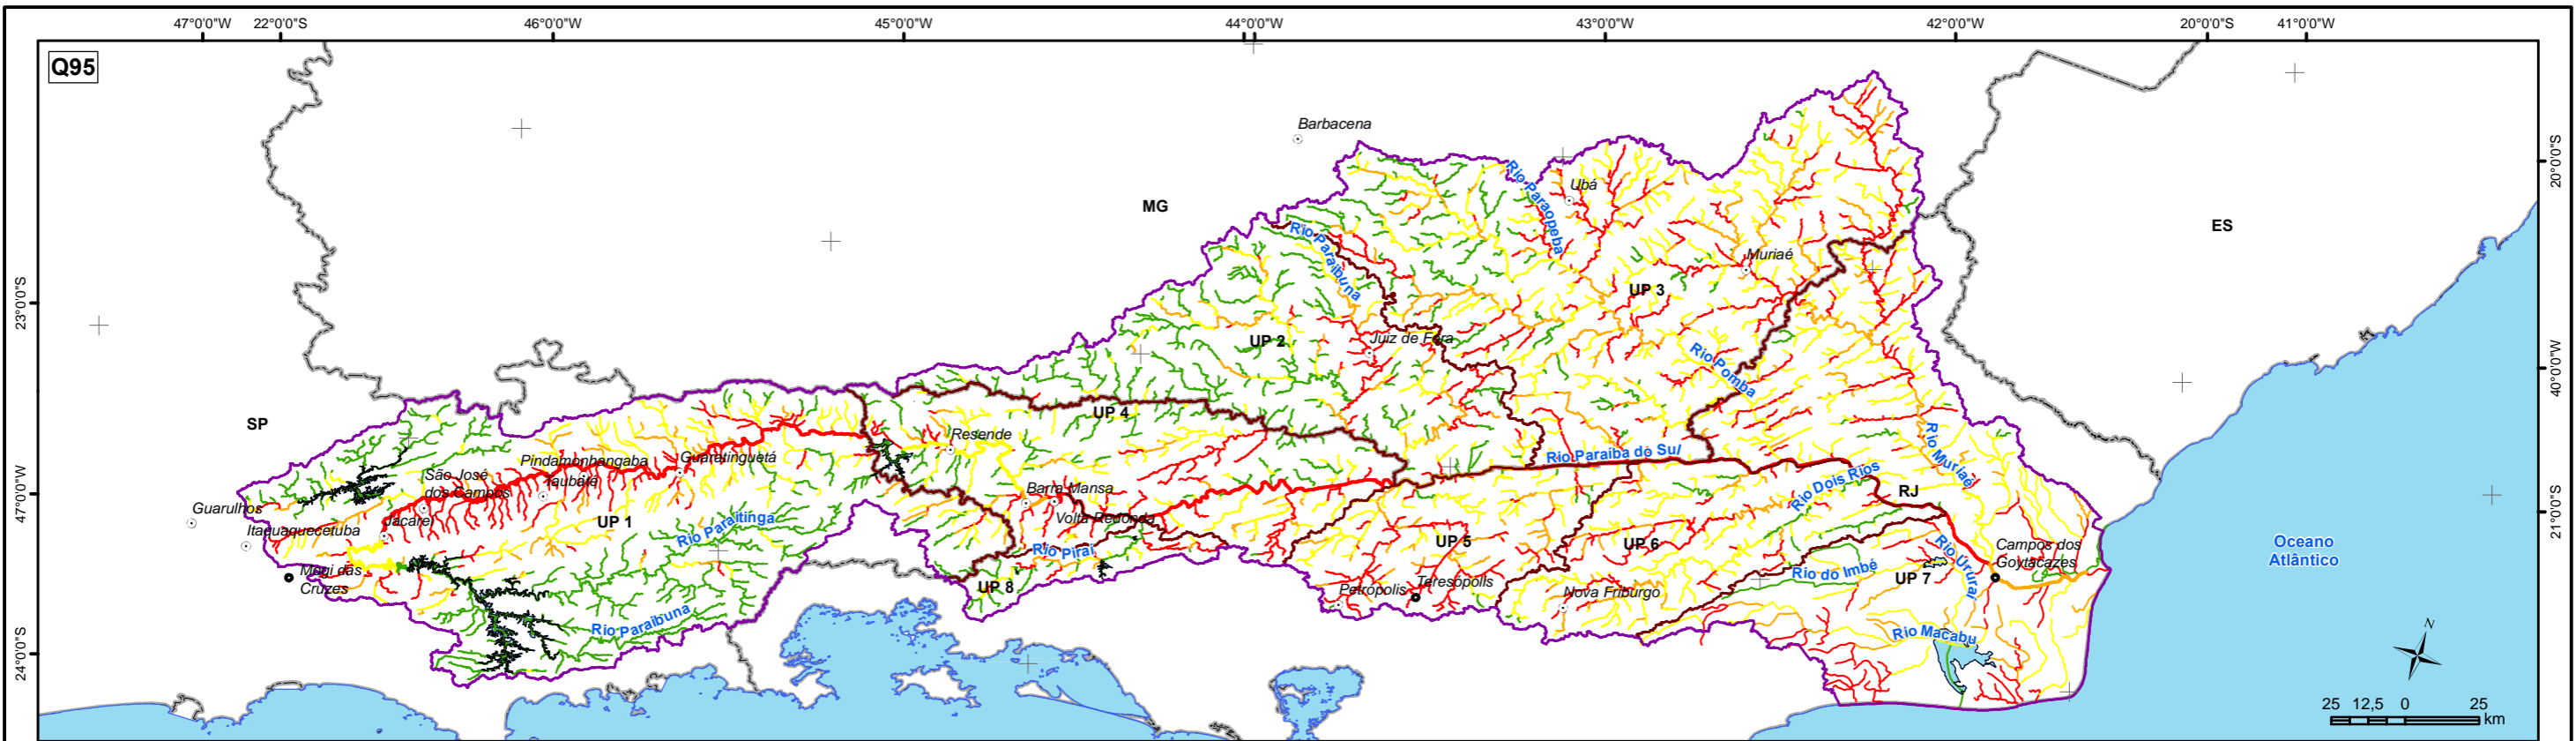 47°0'0"W
22°0'0"S
46°0'0"W
45°0'0"W
44°0'0"W
43°0'0"W
42°0'0"W
20°0'0"S
41°0'0"W
Q95
Barbacena
MG
Ubá
Rio Paraopeba
20°0'0"S
ES
Rio Paraibuna
Muriaé
23°0'0"S
UP 3
UP 2
Juiz de Fora
Rio Pomba
40°0'0"W
UP 4
SP
Resende
Rio Muriaé
Pindamonhangaba
Guaratinguetá
Rio Paraíba do Sul
São José
dos Campos
Taubaté
Rio Dois Rios
47°0'0"W
Barra Mansa
RJ
Guarulhos
Jacareí
UP 1
Rio Paraitinga
Volta Redonda
21°0'0"S
Itaquaquecetuba
Rio Piraí
UP 5
UP 6
Rio Ururaí
Campos dos
Goytacazes
Oceano
Atlântico
Mogi das
Cruzes
UP 8
Petrópolis
Teresópolis
Nova Friburgo
Rio do Imbé
UP 7
Rio Paraibuna
Rio Macabu
N
24°0'0"S
25 12,5 0 25
km